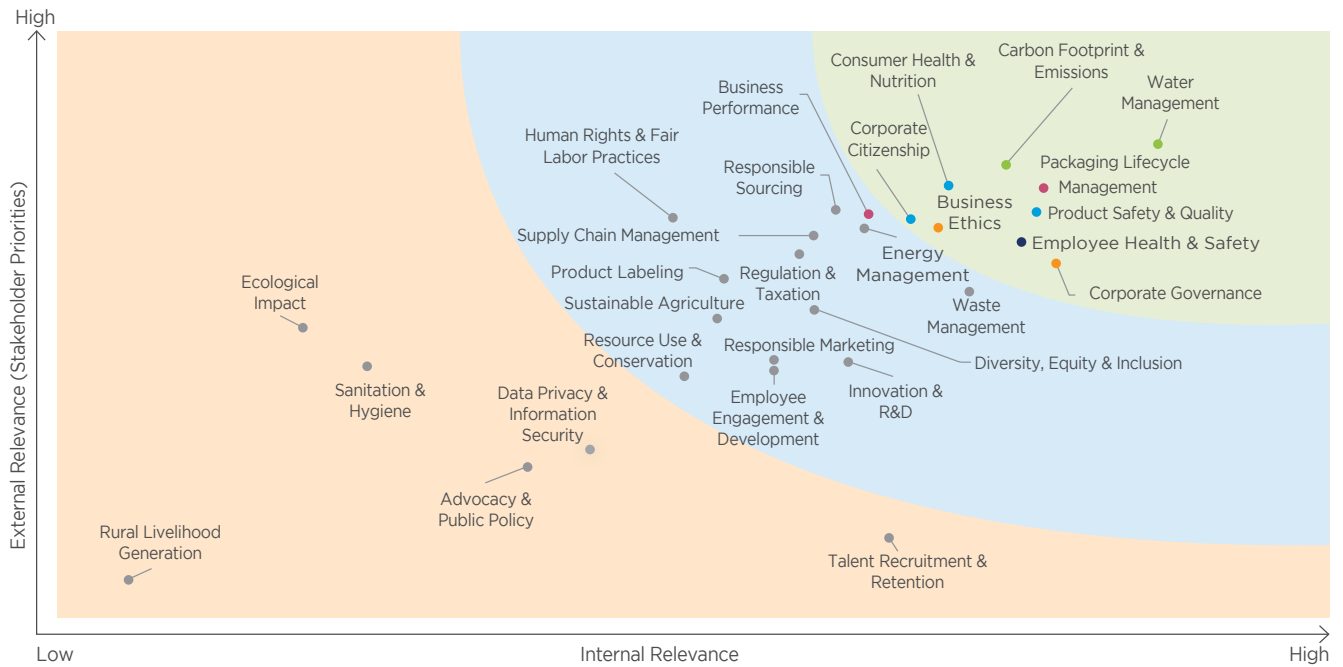 High
External Relevance (Stakeholder Priorities)
Carbon Footprint &
Emissions
Consumer Health &
Nutrition
Water
Management
Business
Performance
Corporate
Citizenship
Human Rights & Fair
Labor Practices
Responsible
Sourcing
Packaging Lifecycle
Management
Business
Ethics
Product Safety & Quality
Supply Chain Management
Employee Health & Safety
Energy
Management
Product Labeling
Regulation &
Taxation
Corporate Governance
Ecological
Impact
Sustainable Agriculture
Waste
Management
Resource Use &
Conservation
Responsible Marketing
Diversity, Equity & Inclusion
Sanitation &
Hygiene
Data Privacy &
Information
Security
Employee
Engagement &
Development
Innovation &
R&D
Advocacy &
Public Policy
Rural Livelihood
Generation
Talent Recruitment &
Retention
Low
Internal Relevance
High